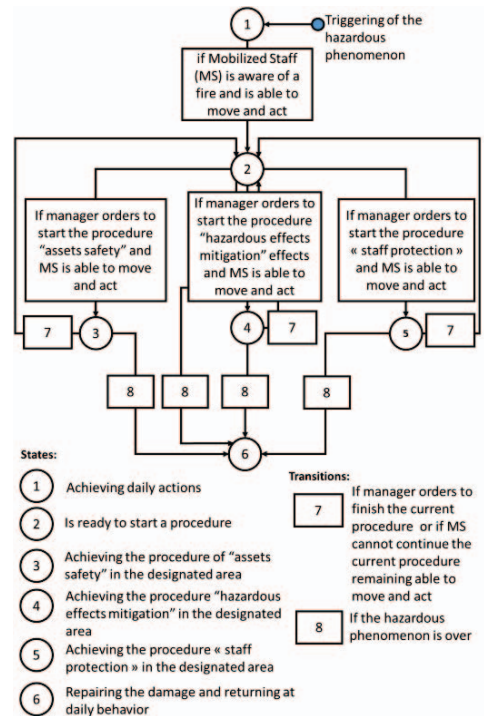 1
Triggering of the
hazardous
phenomenon
if Mobilized Staff
(MS) is aware of a
fire and is able to
move and act
2
If manager orders to
start the procedure
"assets safety" and
MS is able to move
and act
If manager orders to
start the procedure
"hazardous effects
mitigation" effects
and MS is able to
move and act
If manager orders to
start the procedure
« staff protection »
and MS is able to
move and act
7
3
4
7
5
7
8
8
8
8
6
States:
1
Achieving daily actions
2
Is ready to start a procedure
3
Achieving the procedure of "assets
safety" in the designated area
4
Achieving the procedure "hazardous
effects mitigation" in the designated
area
5
Achieving the procedure « staff
protection » in the designated area
6
Repairing the damage and returning at
daily behavior
Transitions:
7
If manager orders to
finish the current
procedure or if MS
cannot continue the
current procedure
remaining able to
move and act
8
If the hazardous
phenomenon is over